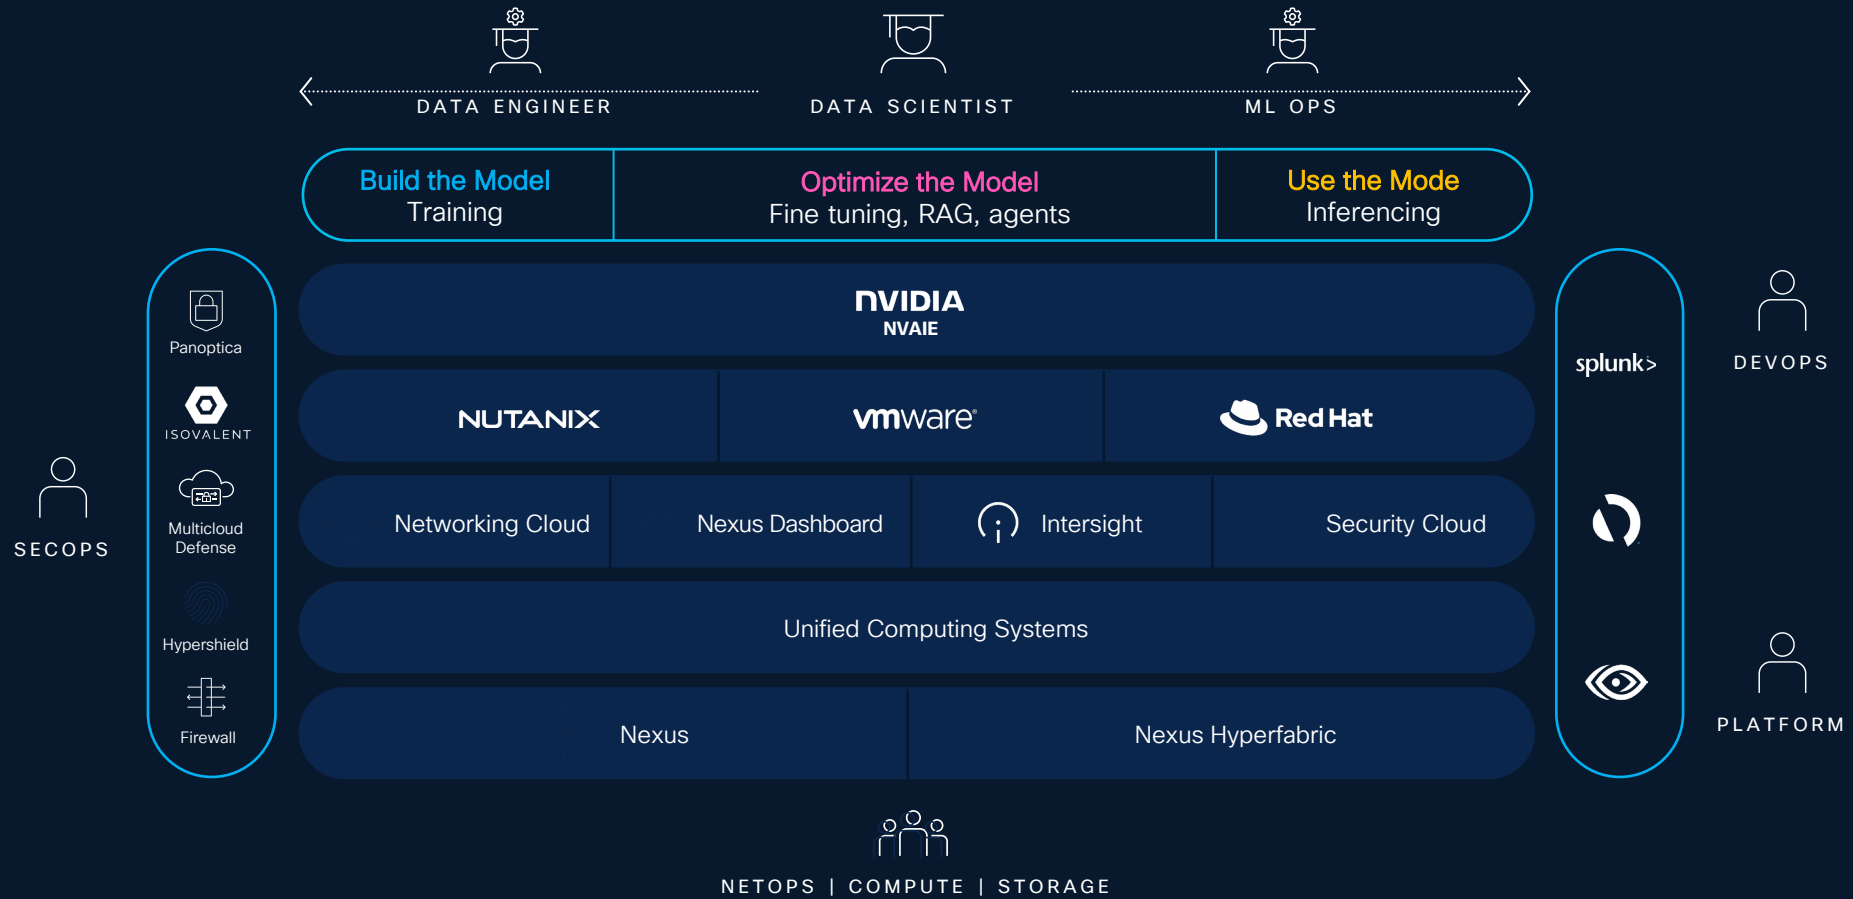 DATA ENGINEER
DATA SCIENTIST
ML OPS
Build the Model
Training
Optimize the Model
Fine tuning, RAG, agents
Use the Mode
Inferencing
SECOPS
Panoptica
ISOVALENT
Multicloud
Defense
Hypershield
Firewall
NVIDIA
NVAIE
NUTANIX
vmware®
Red Hat
Networking Cloud
Nexus Dashboard
Intersight
Security Cloud
Unified Computing Systems
Nexus
Nexus Hyperfabric
splunk>
DEVOPS
PLATFORM
NETOPS | COMPUTE | STORAGE